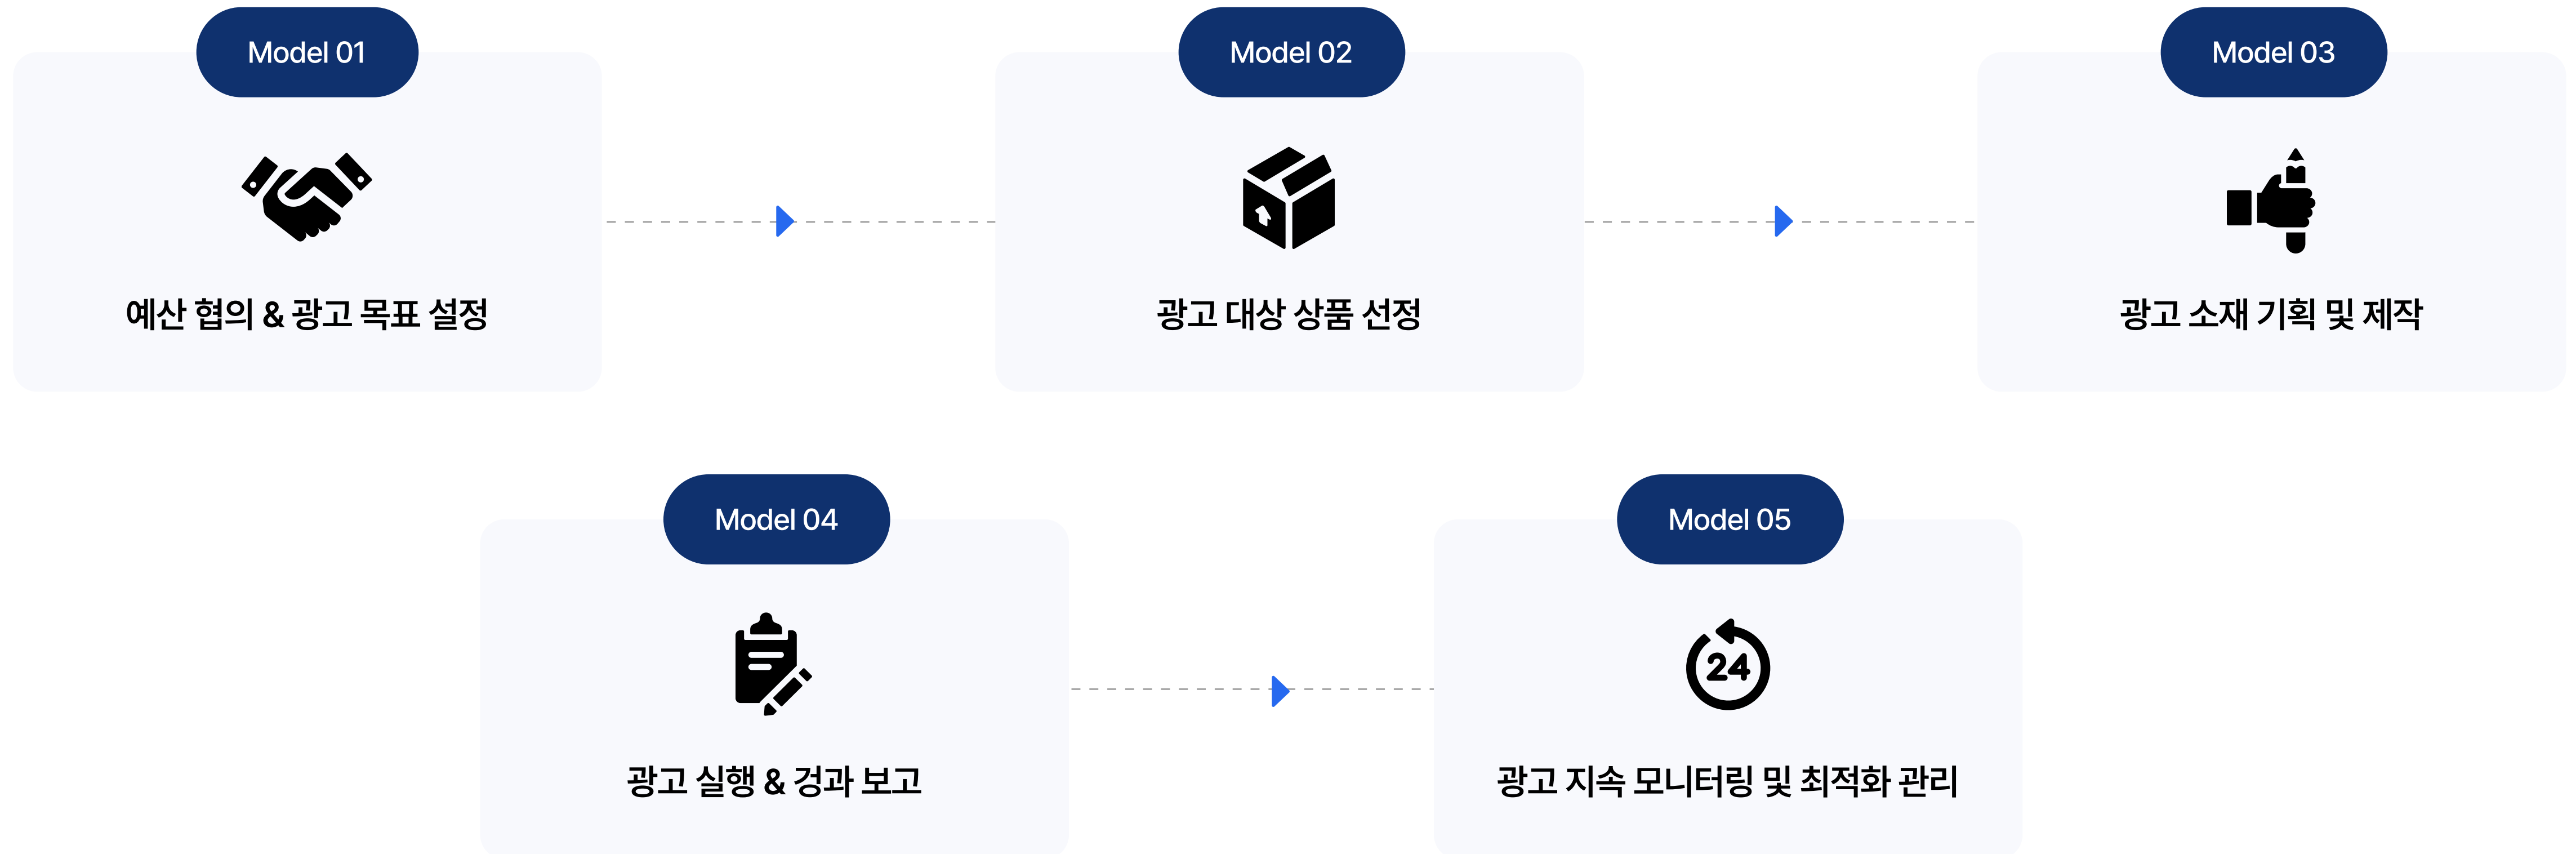 Model 01
예산 협의 & 광고 목표 설정
Model 02
광고 대상 상품 선정
Model 03
광고 소재 기획 및 제작
Model 04
광고 실행 & 겅과 보고
Model 05
24
광고 지속 모니터링 및 최적화 관리